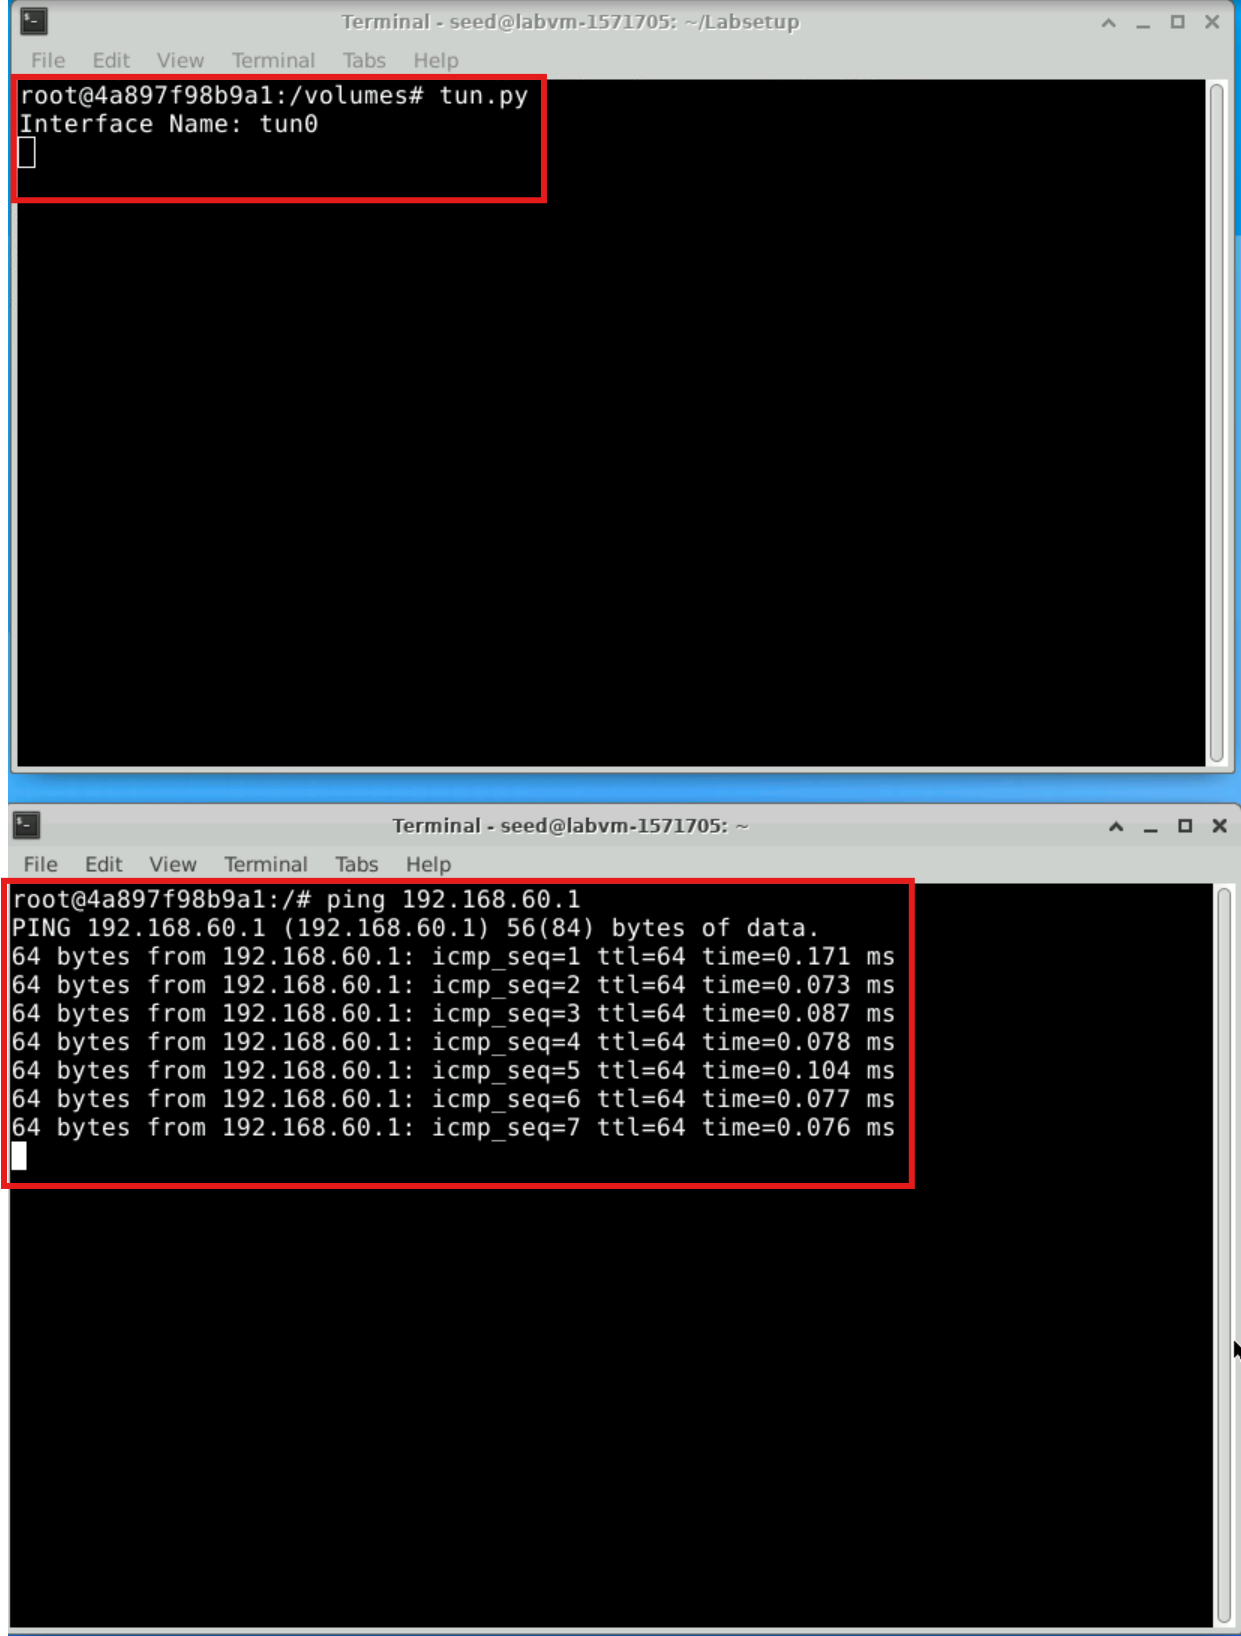 Terminal - seed@labvm-1571705: ~/Labsetup
File Edit View Terminal Tabs Help
root@4a897f98b9a1:/volumes# tun.py
Interface Name: tun0
Terminal - seed@labvm-1571705: ~
File Edit View Terminal Tabs Help
root@4a897f98b9a1:/# ping 192.168.60.1
PING 192.168.60.1 (192.168.60.1) 56(84) bytes of data.
64 bytes from 192.168.60.1: icmp_seq=1 ttl=64 time=0.171 ms
64 bytes from 192.168.60.1: icmp_seq=2 ttl=64 time=0.073 ms
64 bytes from 192.168.60.1: icmp_seq=3 ttl=64 time=0.087 ms
64 bytes from 192.168.60.1: icmp_seq=4 ttl=64 time=0.078 ms
64 bytes from 192.168.60.1: icmp_seq=5 ttl=64 time=0.104 ms
64 bytes from 192.168.60.1: icmp_seq=6 ttl=64 time=0.077 ms
64 bytes from 192.168.60.1: icmp_seq=7 ttl=64 time=0.076 ms